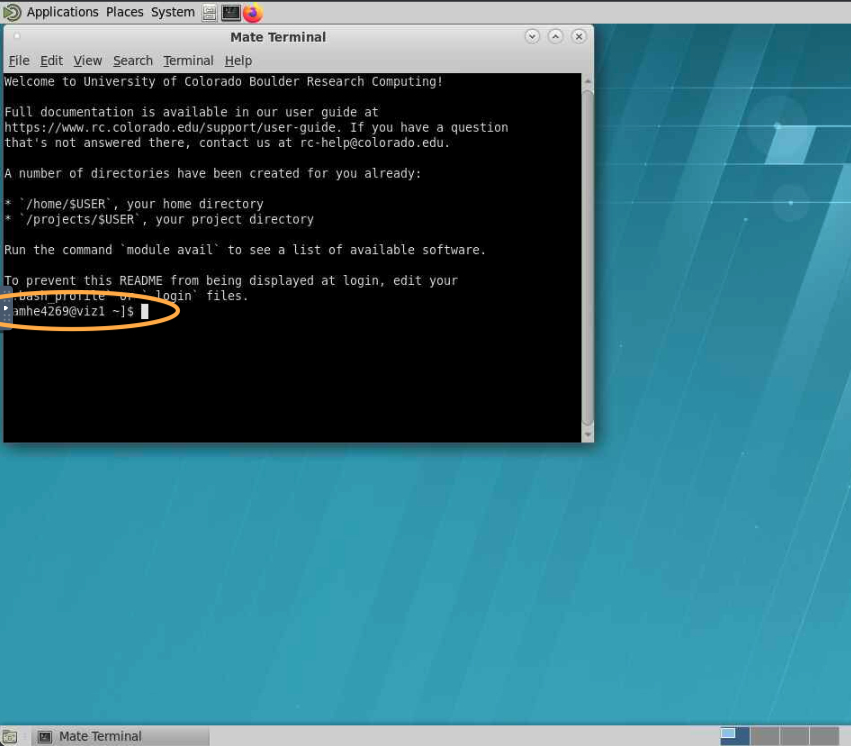 Applications Places System
Mate Terminal
File Edit View Search Terminal Help
Welcome to University of Colorado Boulder Research Computing!
Full documentation is available in our user guide at
https://www.rc.colorado.edu/support/user-guide. If you have a question
that's not answered there, contact us at rc-help@colorado.edu.
A number of directories have been created for you already:
* `/home/$USER`, your home directory
* `/projects/$USER`, your project directory
Run the command `module avail` to see a list of available software.
To prevent this README from being displayed at login, edit your
bash_profile` or `.login` files.
amhe4269@viz1 ~]$
Mate Terminal